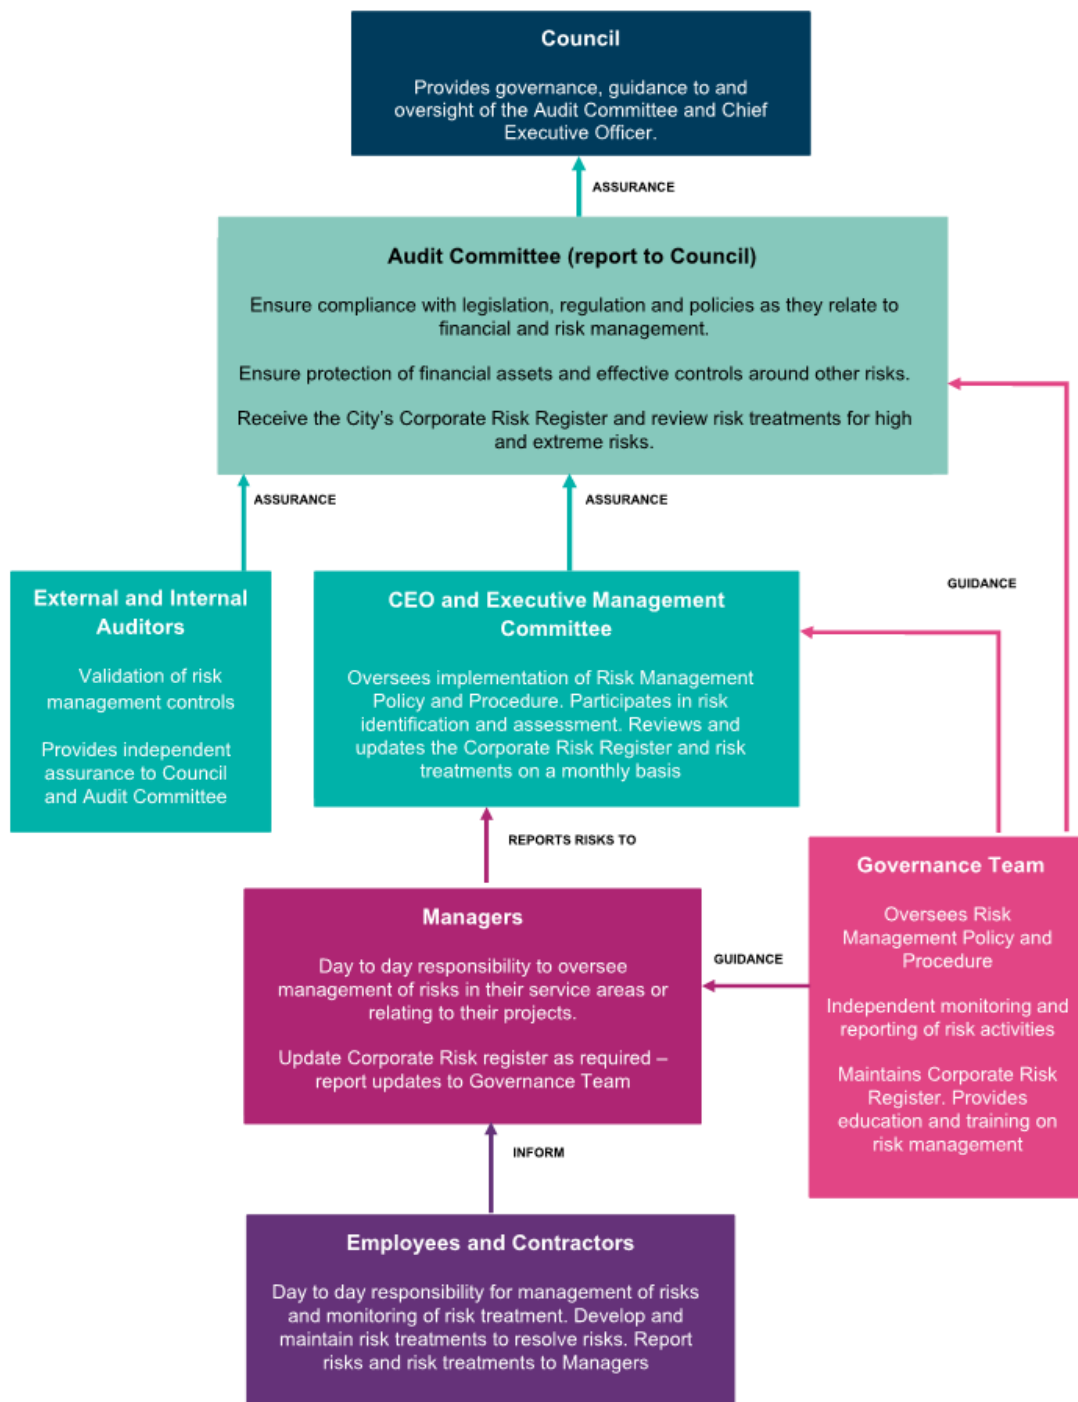 Council
Provides governance, guidance to and
oversight of the Audit Committee and Chief
Executive Officer.
ASSURANCE
Audit Committee (report to Council)
Ensure compliance with legislation, regulation and policies as they relate to
financial and risk management.
Ensure protection of financial assets and effective controls around other risks.
Receive the City’s Corporate Risk Register and review risk treatments for high
and extreme risks.
ASSURANCE
ASSURANCE
External and Internal
Auditors
Validation of risk
management controls
Provides independent
assurance to Council
and Audit Committee
CEO and Executive Management
Committee
Oversees implementation of Risk Management
Policy and Procedure. Participates in risk
identification and assessment. Reviews and
updates the Corporate Risk Register and risk
treatments on a monthly basis
GUIDANCE
REPORTS RISKS TO
Managers
Day to day responsibility to oversee
management of risks in their service areas or
relating to their projects.
Update Corporate Risk register as required –
report updates to Governance Team
GUIDANCE
Governance Team
Oversees Risk
Management Policy and
Procedure
Independent monitoring and
reporting of risk activities
Maintains Corporate Risk
Register. Provides
education and training on
risk management
INFORM
Employees and Contractors
Day to day responsibility for management of risks
and monitoring of risk treatment. Develop and
maintain risk treatments to resolve risks. Report
risks and risk treatments to Managers